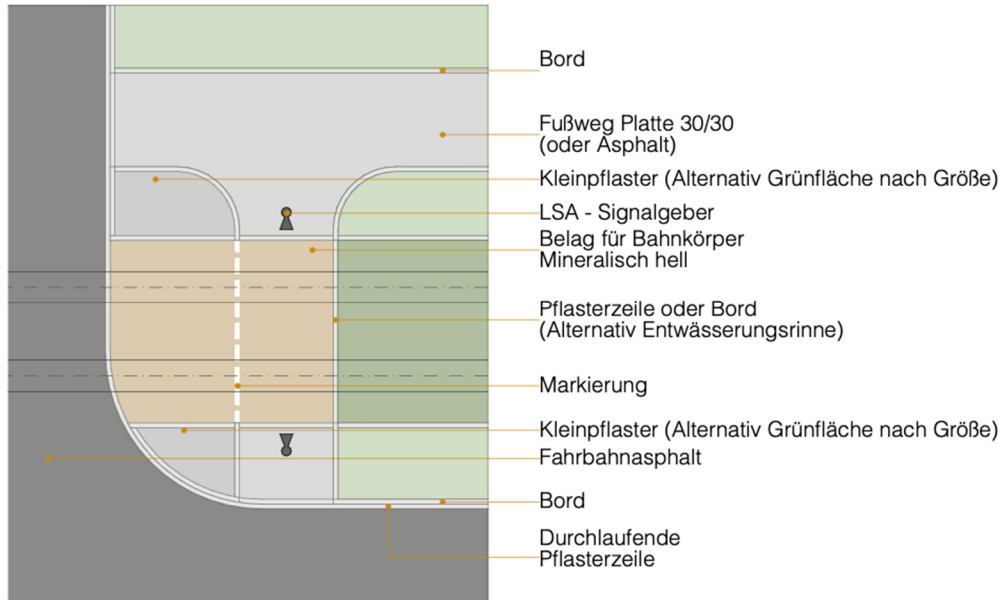 Bord
Fußweg Platte 30/30
(oder Asphalt)
Kleinpflaster (Alternativ Grünfläche nach Größe)
LSA - Signalgeber
Belag für Bahnkörper
Mineralisch hell
Pflasterzeile oder Bord
(Alternativ Entwässerungsrinne)
Markierung
Kleinpflaster (Alternativ Grünfläche nach Größe)
Fahrbahnasphalt
Bord
Durchlaufende
Pflasterzeile